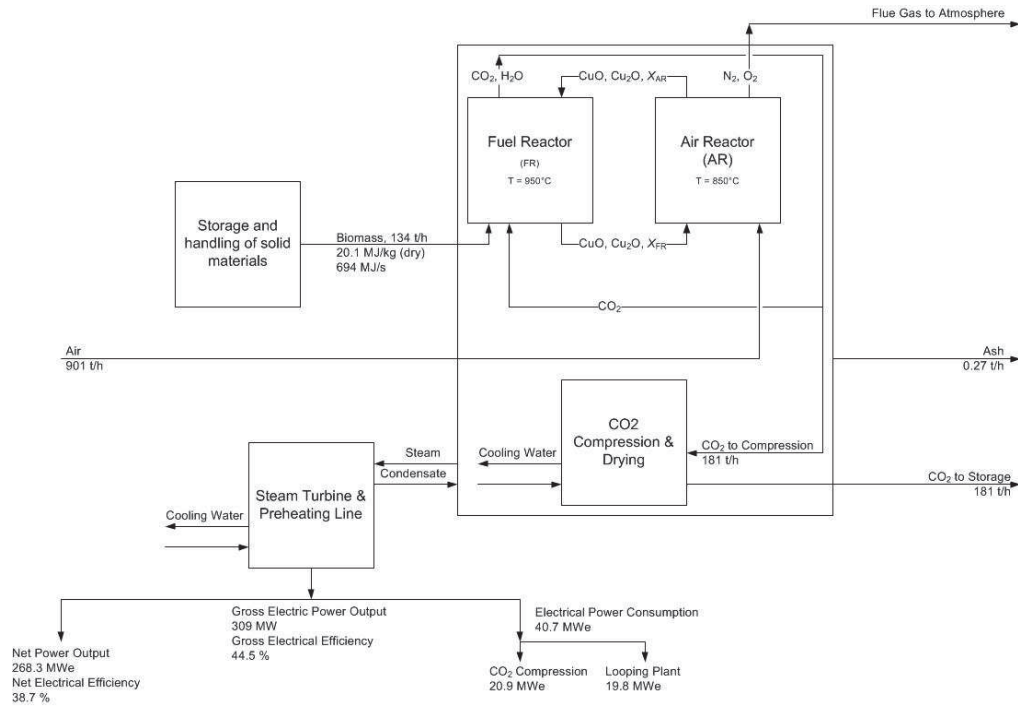 Flue Gas to Atmosphere
CO₂, H₂O
CuO, Cu₂O, X_AR
N₂, O₂
Fuel Reactor
(FR)
T = 950°C
Air Reactor
(AR)
T = 850°C
Storage and
handling of solid
materials
Biomass, 134 t/h
20.1 MJ/kg (dry)
694 MJ/s
CuO, Cu₂O, X_FR
CO₂
Air
901 t/h
Ash
0.27 t/h
CO2
Compression &
Drying
CO₂ to Compression
181 t/h
Steam
Condensate
Cooling Water
CO₂ to Storage
181 t/h
Steam Turbine &
Preheating Line
Cooling Water
Gross Electric Power Output
309 MW
Gross Electrical Efficiency
44.5 %
Electrical Power Consumption
40.7 MWe
Net Power Output
268.3 MWe
Net Electrical Efficiency
38.7 %
CO₂ Compression
20.9 MWe
Looping Plant
19.8 MWe